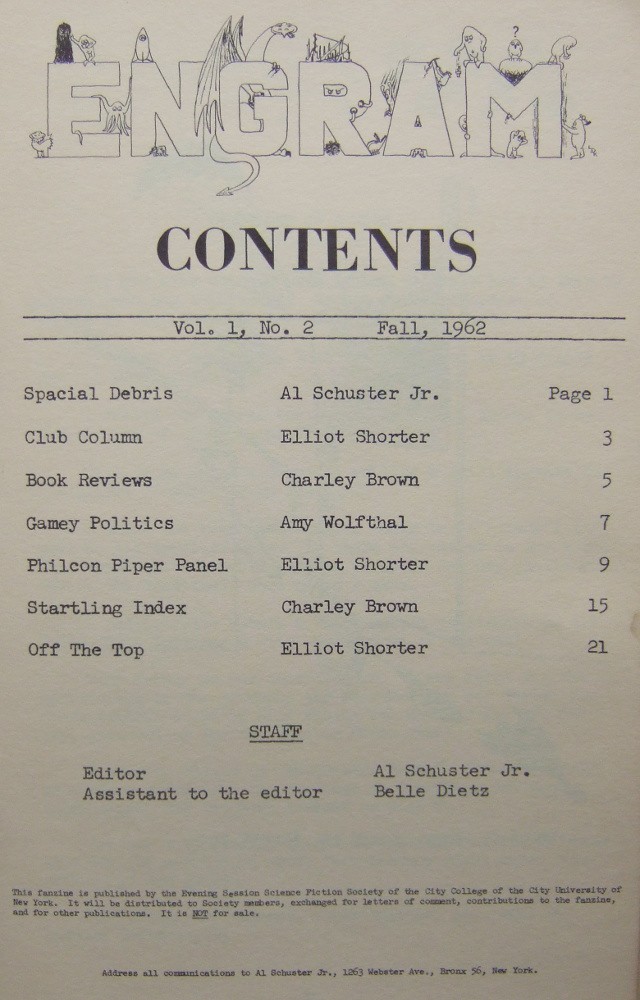 ENGRAM
?
CONTENTS
Vol. 1, No. 2 Fall, 1962
Spacial Debris Al Schuster Jr. Page 1
Club Column Elliot Shorter 3
Book Reviews Charley Brown 5
Gamey Politics Amy Wolfthal 7
Philcon Piper Panel Elliot Shorter 9
Startling Index Charley Brown 15
Off The Top Elliot Shorter 21
STAFF
Editor Al Schuster Jr.
Assistant to the editor Belle Dietz
This fanzine is published by the Evening Session Science Fiction Society of the City College of the City University of
New York. It will be distributed to Society members, exchanged for letters of comment, contributions to the fanzine,
and for other publications. It is NOT for sale.
Address all communications to Al Schuster Jr., 1263 Webster Ave., Bronx 56, New York.